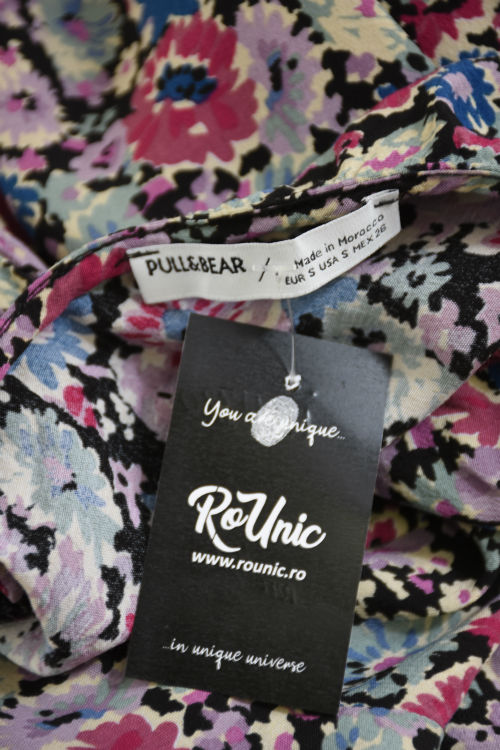 PULL&BEAR /
Made in Morocco
EUR S USA S MEX 26
You are unique...
RoUnic
www.rounic.ro
...in unique universe